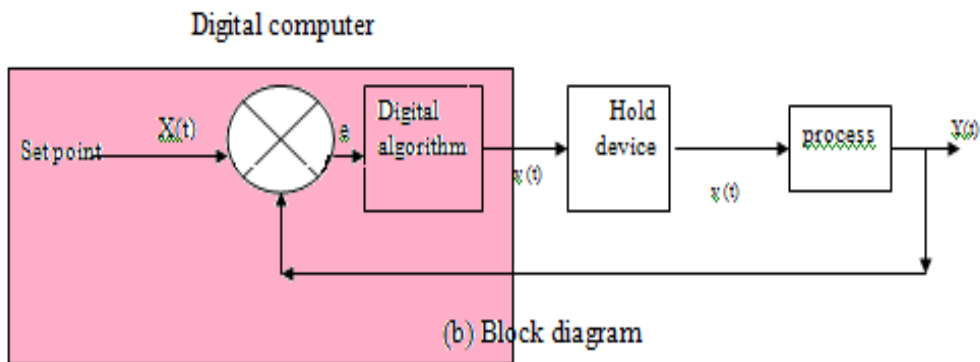 Digital computer
Set point
X(t)
e
Digital
algorithm
x (t)
Hold
device
x (t)
process
Y(t)
(b) Block diagram